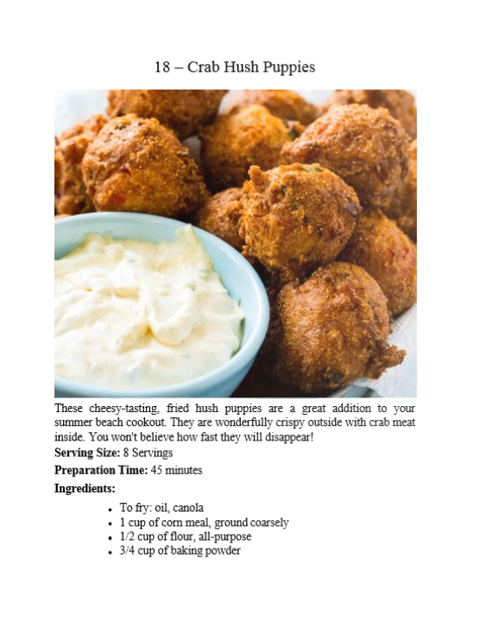 18 – Crab Hush Puppies
These cheesy-tasting, fried hush puppies are a great addition to your
summer beach cookout. They are wonderfully crispy outside with crab meat
inside. You won't believe how fast they will disappear!
Serving Size: 8 Servings
Preparation Time: 45 minutes
Ingredients:
• To fry: oil, canola
• 1 cup of corn meal, ground coarsely
• 1/2 cup of flour, all-purpose
• 3/4 cup of baking powder